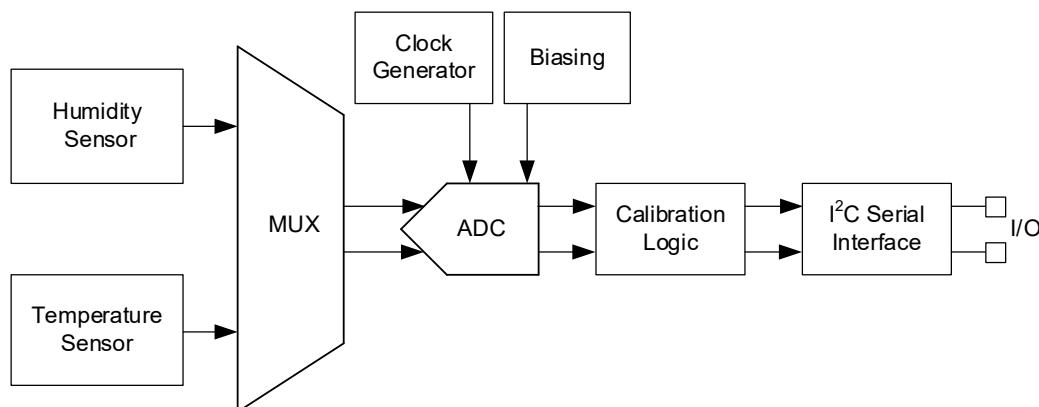 Clock
Generator
Biasing
Humidity
Sensor
MUX
ADC
Calibration
Logic
I²C Serial
Interface
I/O
Temperature
Sensor